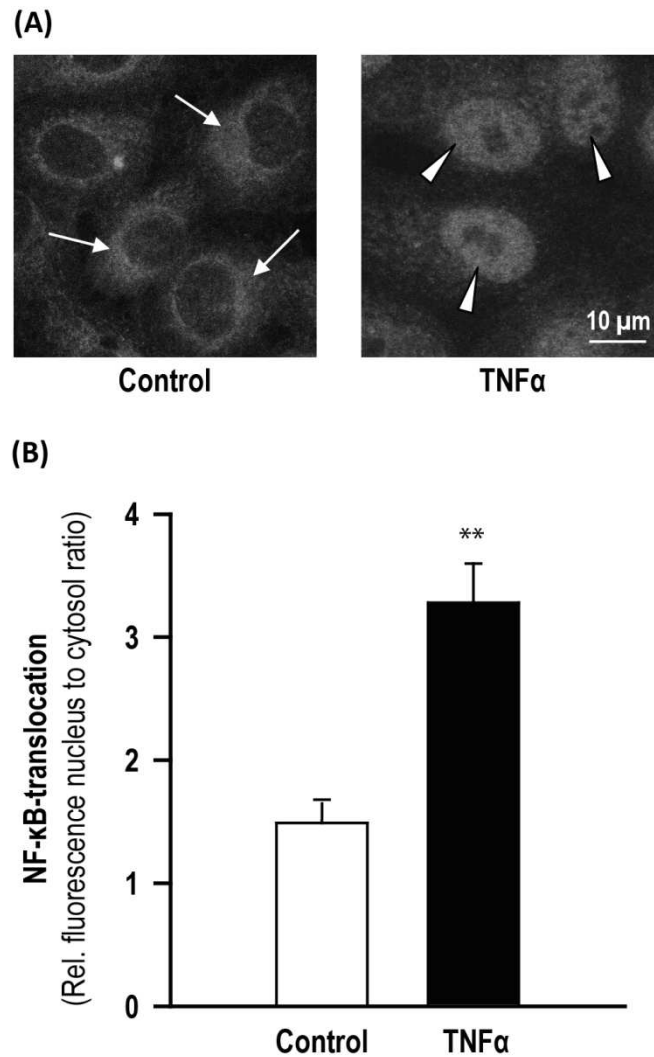 (A)
10 µm
Control
TNFα
(B)
NF-κB-translocation
(Rel. fluorescence nucleus to cytosol ratio)
4
3
2
1
0
**
Control
TNFα